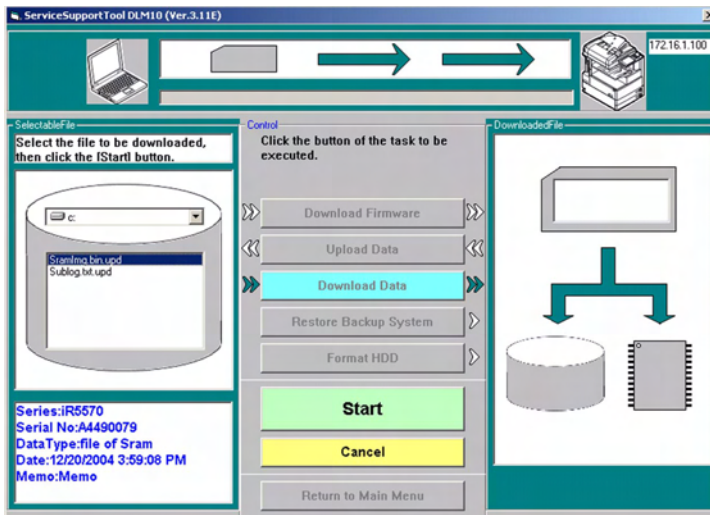 ServiceSupportTool DLM10 (Ver.3.11E)
172.16.1.100
SelectableFile
Select the file to be downloaded,
then click the [Start] button.
c:
SramImg.bin.upd
Sublog.txt.upd
Series:iR5570
Serial No:A4490079
DataType:file of Sram
Date:12/20/2004 3:59:08 PM
Memo:Memo
Control
Click the button of the task to be
executed.
Download Firmware
Upload Data
Download Data
Restore Backup System
Format HDD
Start
Cancel
Return to Main Menu
DownloadedFile